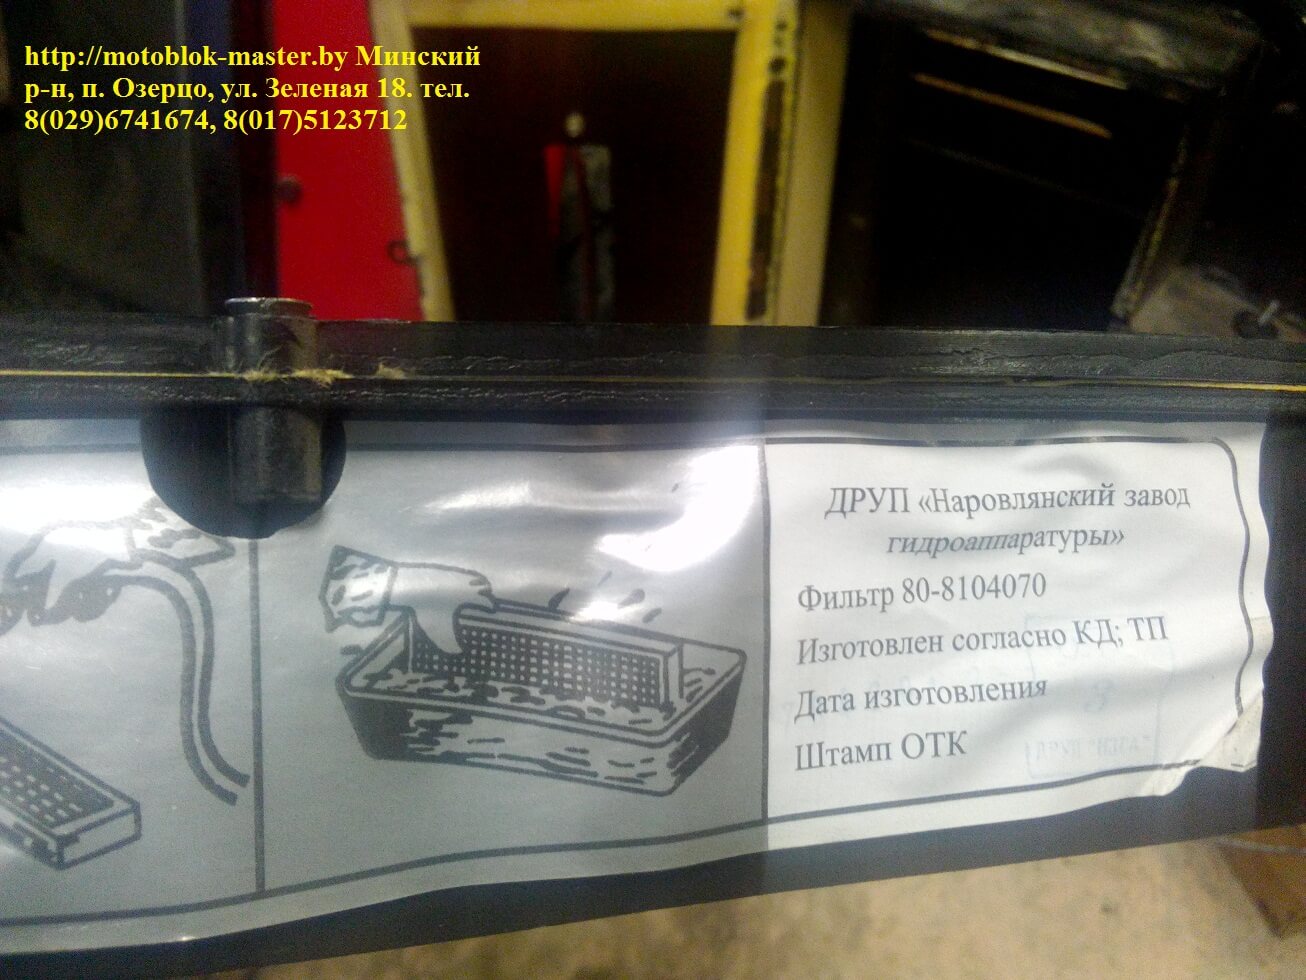 http://motoblok-master.by Минский
р-н, п. Озерцо, ул. Зеленая 18. тел.
8(029)6741674, 8(017)5123712
ДРУП «Наровлянский завод
гидроаппаратуры»
Фильтр 80-8104070
Изготовлен согласно КД; ТП
Дата изготовления
Штамп ОТК